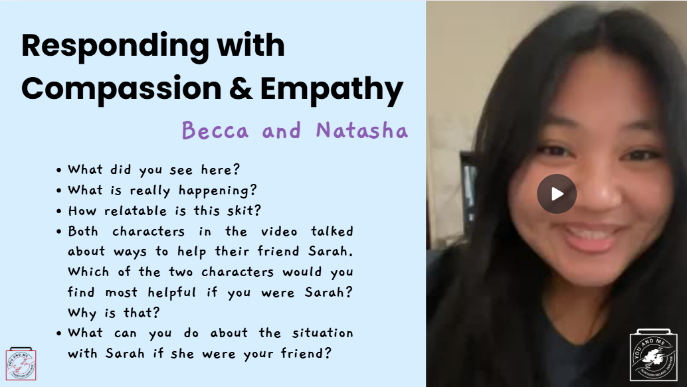 Responding with
Compassion & Empathy
Becca and Natasha
• What did you see here?
• What is really happening?
• How relatable is this skit?
• Both characters in the video talked
about ways to help their friend Sarah.
Which of the two characters would you
find most helpful if you were Sarah?
Why is that?
• What can you do about the situation
with Sarah if she were your friend?
YOU AND ME